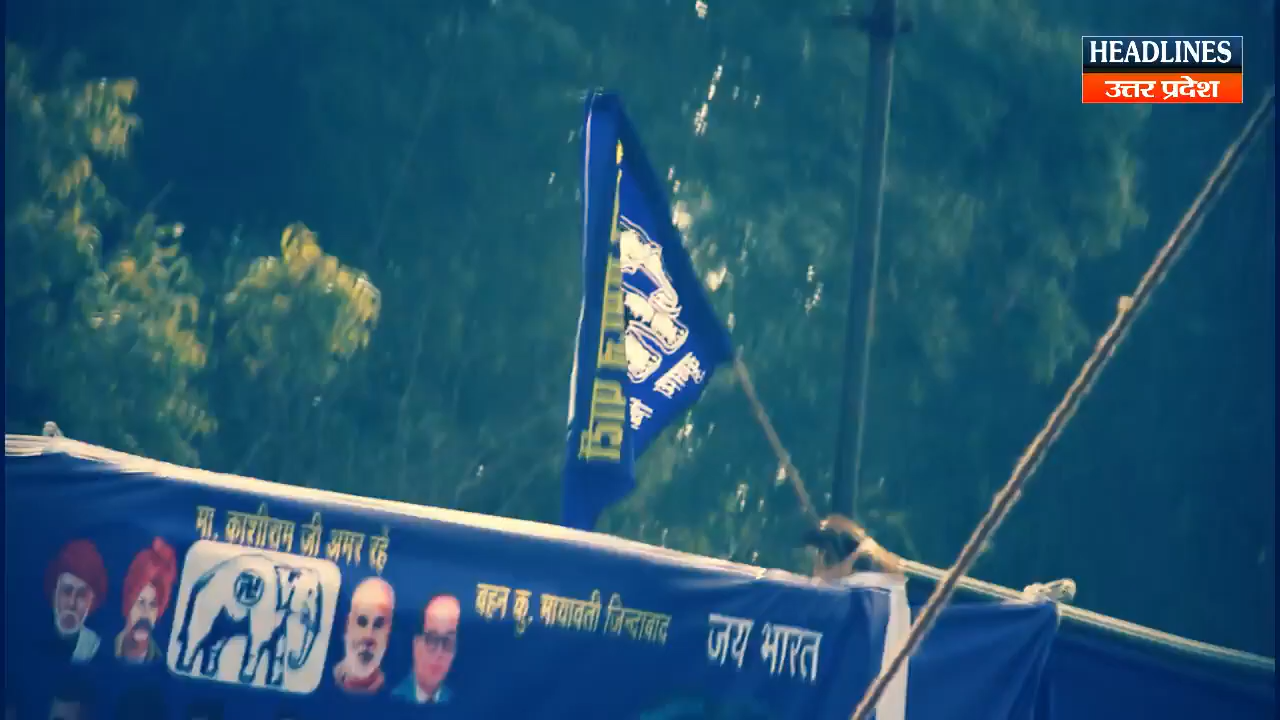 HEADLINES
उत्तर प्रदेश
मा. काशीराम जी अमर रहे
बहन कु. मायावती जिन्दाबाद
जय भारत